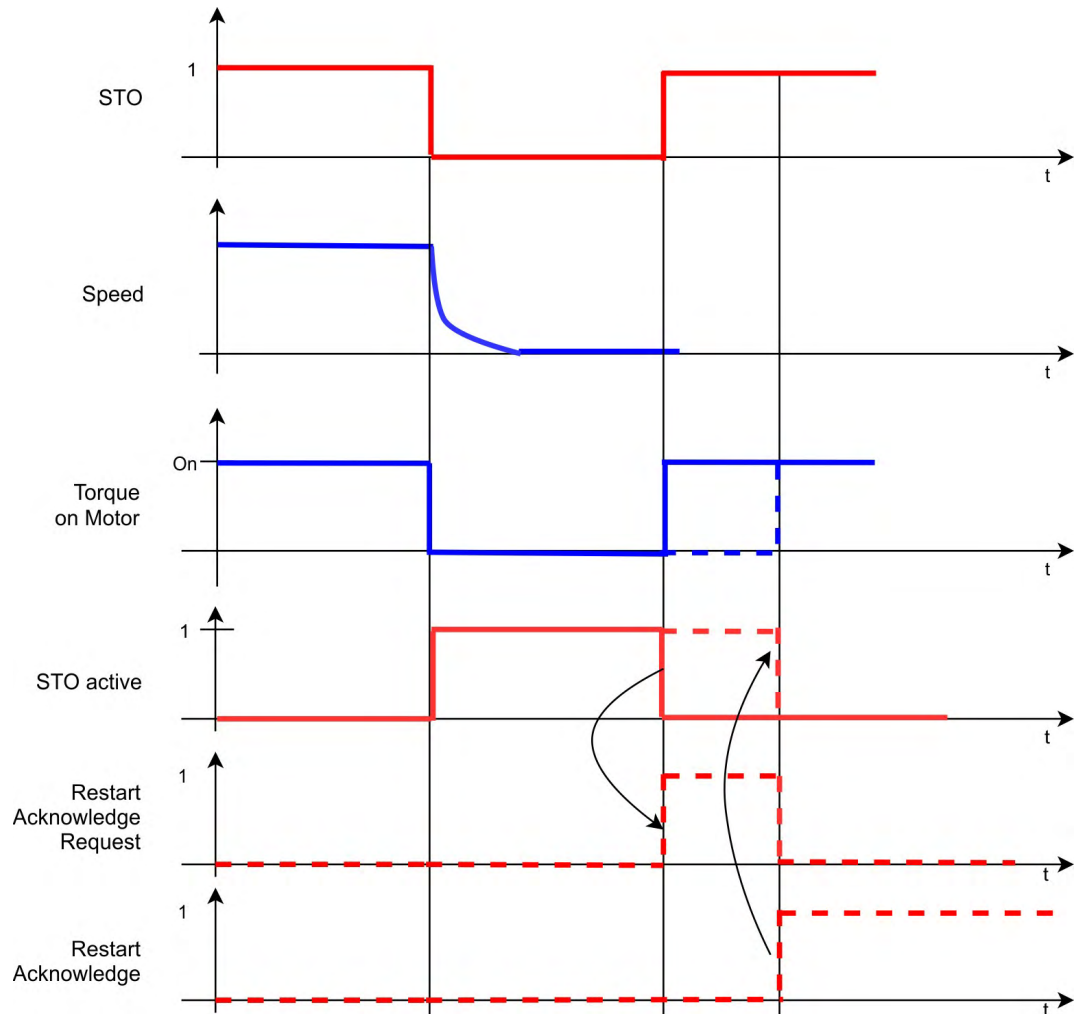 1
STO
t
Speed
t
On
Torque
on Motor
t
1
STO active
t
1
Restart
Acknowledge
Request
t
1
Restart
Acknowledge
t